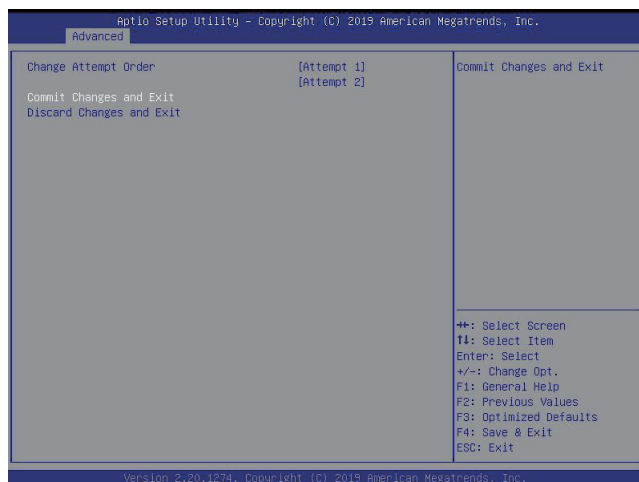 Aptio Setup Utility – Copyright (C) 2019 American Megatrends, Inc.
Advanced
Change Attempt Order [Attempt 1]
[Attempt 2]
Commit Changes and Exit
Discard Changes and Exit
Commit Changes and Exit
→←: Select Screen
↑↓: Select Item
Enter: Select
+/-: Change Opt.
F1: General Help
F2: Previous Values
F3: Optimized Defaults
F4: Save & Exit
ESC: Exit
Version 2.20.1274. Copyright (C) 2019 American Megatrends, Inc.